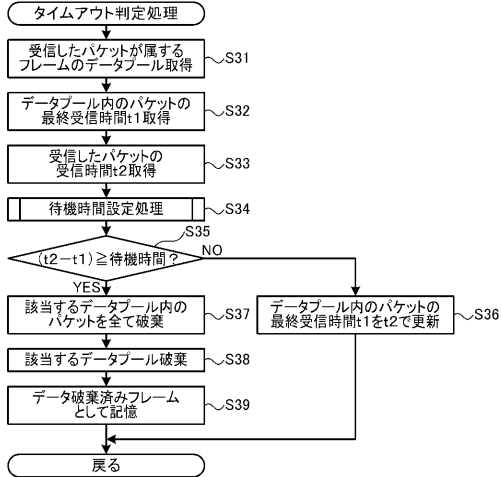 タイムアウト判定処理
受信したパケットが属する
フレームのデータプール取得
S31
データプール内のパケットの
最終受信時間t1取得
S32
受信したパケットの
受信時間t2取得
S33
待機時間設定処理
S34
S35
(t2−t1)≧待機時間？
NO
YES
該当するデータプール内の
パケットを全て破棄
S37
データプール内のパケットの
最終受信時間t1をt2で更新
S36
該当するデータプール破棄
S38
データ破棄済みフレーム
として記憶
S39
戻る